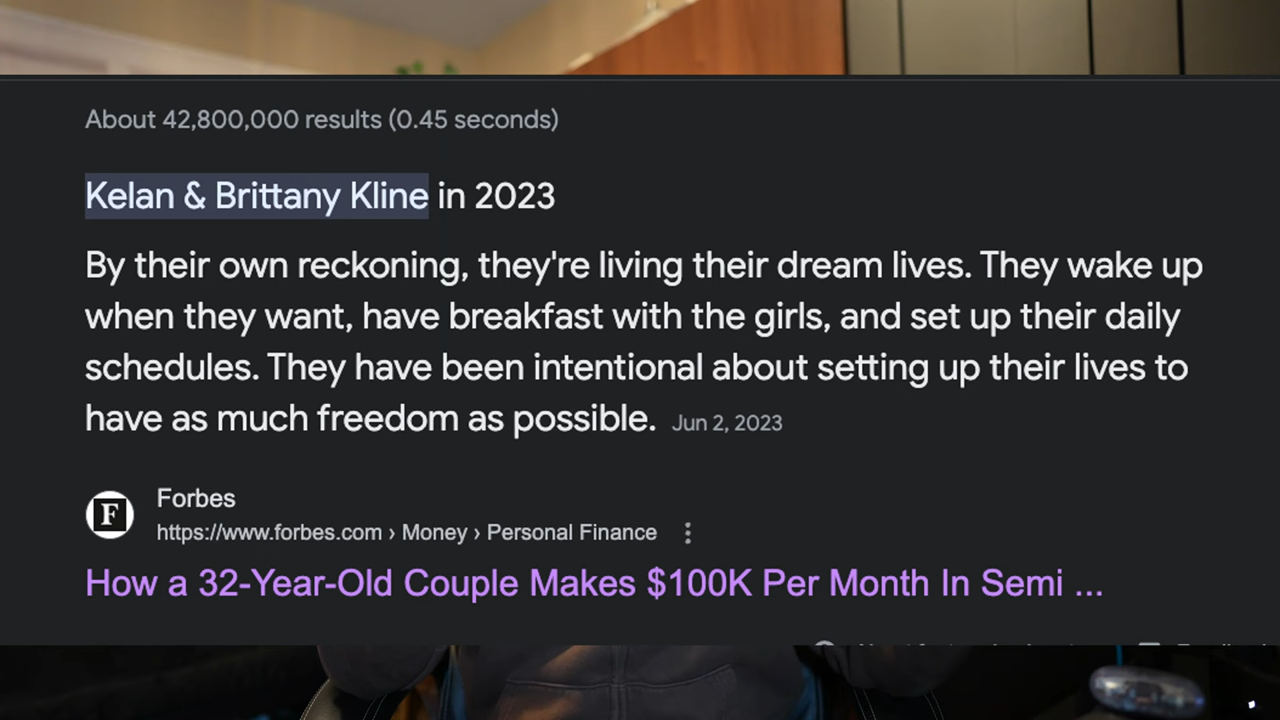 About 42,800,000 results (0.45 seconds)
Kelan & Brittany Kline in 2023
By their own reckoning, they're living their dream lives. They wake up
when they want, have breakfast with the girls, and set up their daily
schedules. They have been intentional about setting up their lives to
have as much freedom as possible. Jun 2, 2023
F
Forbes
https://www.forbes.com › Money › Personal Finance
How a 32-Year-Old Couple Makes $100K Per Month In Semi ...